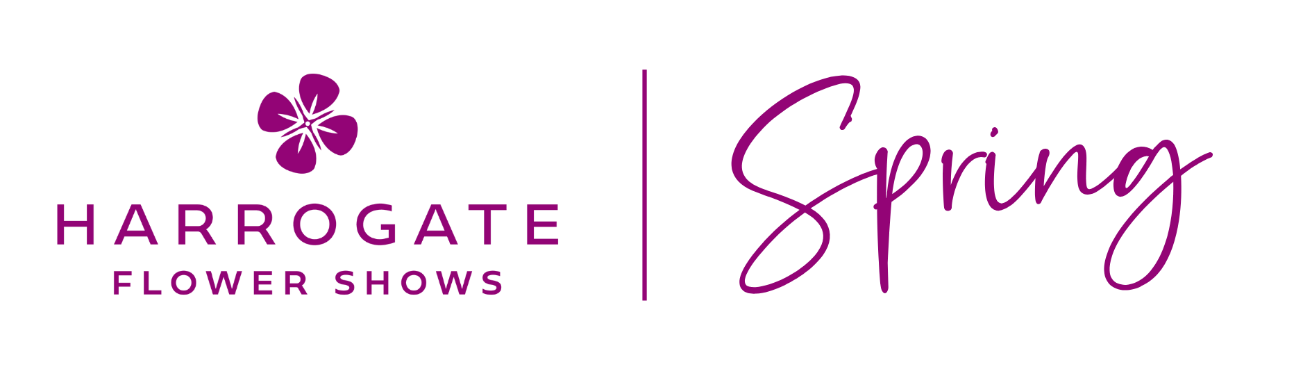 HARROGATE
FLOWER SHOWS
Spring